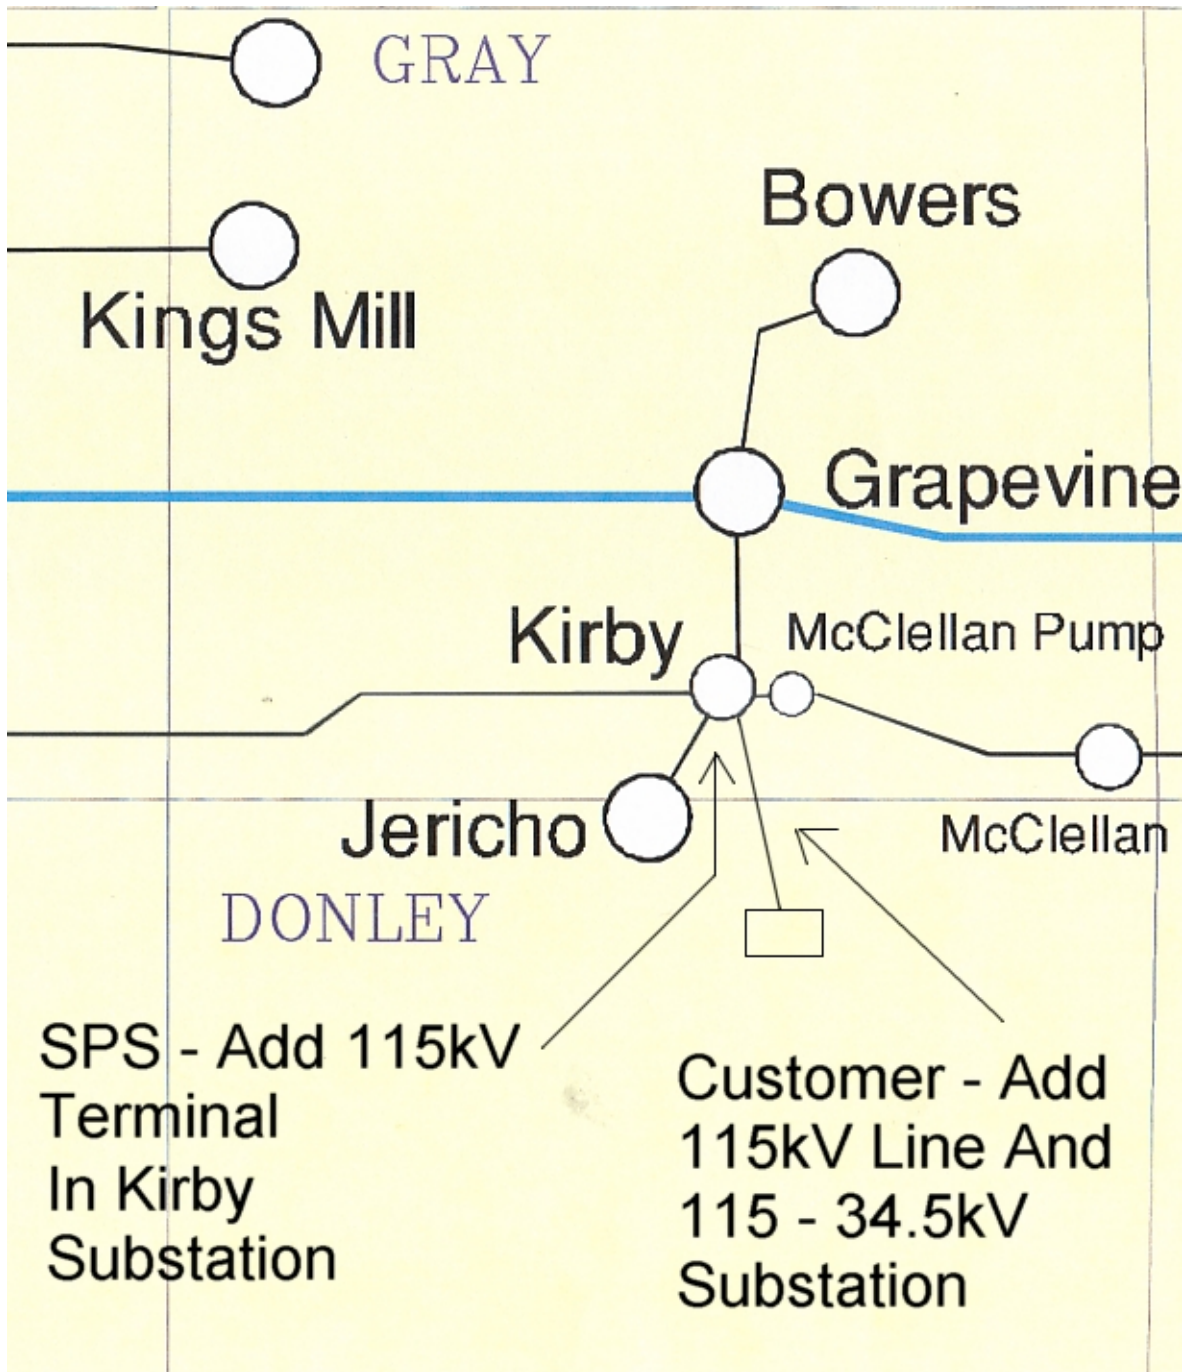 GRAY
Bowers
Kings Mill
Grapevine
Kirby
McClellan Pump
Jericho
McClellan
DONLEY
SPS - Add 115kV
Terminal
In Kirby
Substation
Customer - Add
115kV Line And
115 - 34.5kV
Substation